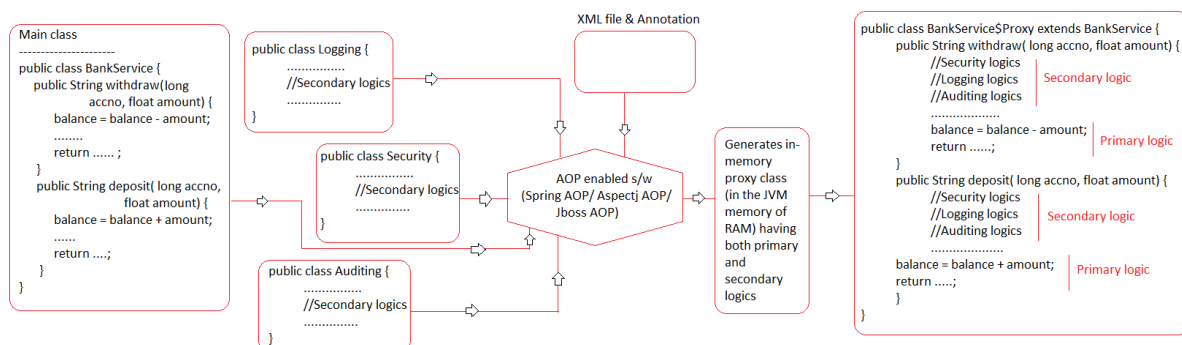 Main class
----------------------
public class BankService {
public String withdraw(long
accno, float amount) {
balance = balance - amount;
........
return ...... ;
}
public String deposit( long accno,
float amount) {
balance = balance + amount;
......
return ....;
}
}
public class Logging {
...............
//Secondary logics
...............
}
public class Security {
...............
//Secondary logics
...............
}
public class Auditing {
...............
//Secondary logics
...............
}
XML file & Annotation
AOP enabled s/w
(Spring AOP/ Aspectj AOP/
Jboss AOP)
Generates in-
memory
proxy class
(in the JVM
memory of
RAM) having
both primary
and
secondary
logics
public class BankService$Proxy extends BankService {
public String withdraw( long accno, float amount) {
//Security logics
//Logging logics
//Auditing logics
...................
Secondary logic
balance = balance - amount;
return ......;
Primary logic
}
public String deposit( long accno, float amount) {
//Security logics
//Logging logics
//Auditing logics
...................
Secondary logic
balance = balance + amount;
return .....;
Primary logic
}
}